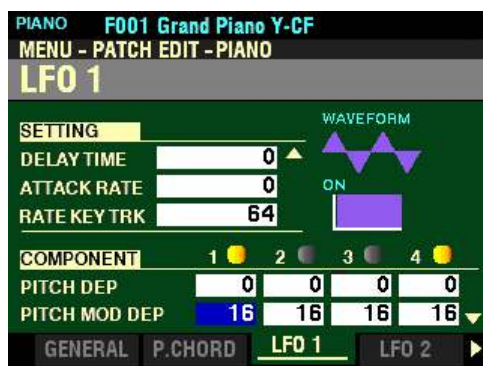 PIANO F001 Grand Piano Y-CF
MENU - PATCH EDIT - PIANO
LFO 1
WAVEFORM
SETTING
DELAY TIME 0
ATTACK RATE 0
ON
RATE KEY TRK 64
COMPONENT 1 2 3 4
PITCH DEP 0 0 0 0
PITCH MOD DEP 16 16 16 16
GENERAL P.CHORD LFO 1 LFO 2